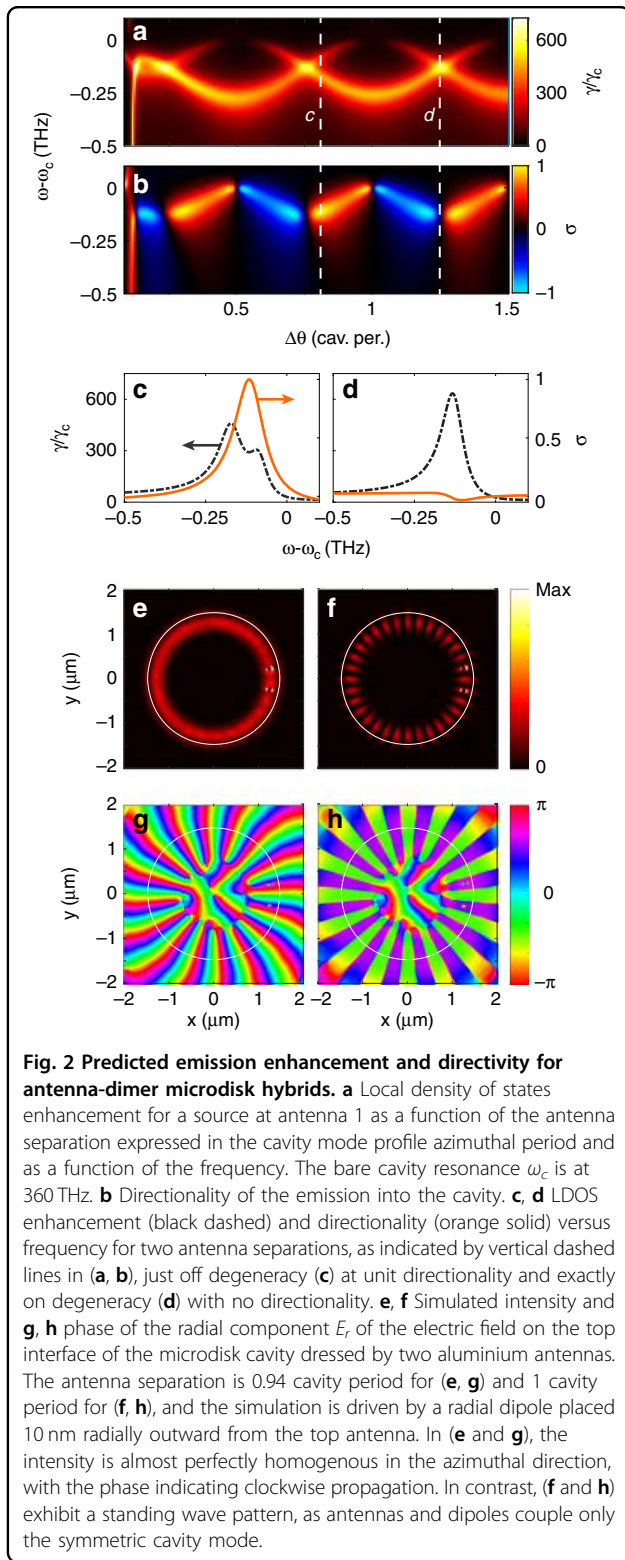 a
0
−0.25
−0.5
c
d
600
300
0
γ/γc
ω-ωc (THz)
b
0
−0.25
−0.5
1
0
−1
σ
0.5
1
1.5
Δθ (cav. per.)
c
d
600
300
0
γ/γc
1
0.5
0
σ
−0.5
−0.25
0
−0.5
−0.25
0
ω-ωc (THz)
e
f
2
1
0
−1
−2
y (μm)
Max
0
g
h
2
1
0
−1
−2
y (μm)
π
0
−π
−2
−1
0
1
2
−2
−1
0
1
2
x (μm)
x (μm)
Fig. 2 Predicted emission enhancement and directivity for
antenna-dimer microdisk hybrids. a Local density of states
enhancement for a source at antenna 1 as a function of the antenna
separation expressed in the cavity mode profile azimuthal period and
as a function of the frequency. The bare cavity resonance ωc is at
360 THz. b Directionality of the emission into the cavity. c, d LDOS
enhancement (black dashed) and directionality (orange solid) versus
frequency for two antenna separations, as indicated by vertical dashed
lines in (a, b), just off degeneracy (c) at unit directionality and exactly
on degeneracy (d) with no directionality. e, f Simulated intensity and
g, h phase of the radial component Er of the electric field on the top
interface of the microdisk cavity dressed by two aluminium antennas.
The antenna separation is 0.94 cavity period for (e, g) and 1 cavity
period for (f, h), and the simulation is driven by a radial dipole placed
10 nm radially outward from the top antenna. In (e and g), the
intensity is almost perfectly homogenous in the azimuthal direction,
with the phase indicating clockwise propagation. In contrast, (f and h)
exhibit a standing wave pattern, as antennas and dipoles couple only
the symmetric cavity mode.